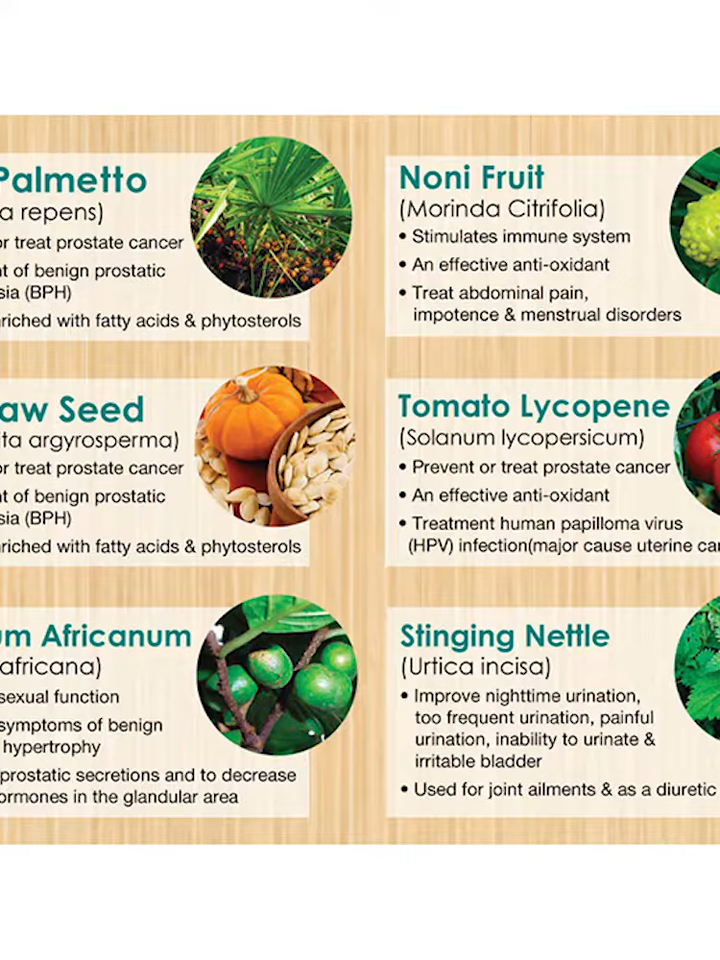 Palmetto
a repens)
or treat prostate cancer
nt of benign prostatic
sia (BPH)
nriched with fatty acids & phytosterols
Noni Fruit
(Morinda Citrifolia)
• Stimulates immune system
• An effective anti-oxidant
• Treat abdominal pain,
impotence & menstrual disorders
aw Seed
ita argyrosperma)
or treat prostate cancer
nt of benign prostatic
sia (BPH)
nriched with fatty acids & phytosterols
Tomato Lycopene
(Solanum lycopersicum)
• Prevent or treat prostate cancer
• An effective anti-oxidant
• Treatment human papilloma virus
(HPV) infection(major cause uterine can
um Africanum
africana)
sexual function
symptoms of benign
hypertrophy
prostatic secretions and to decrease
ormones in the glandular area
Stinging Nettle
(Urtica incisa)
• Improve nighttime urination,
too frequent urination, painful
urination, inability to urinate &
irritable bladder
• Used for joint ailments & as a diuretic